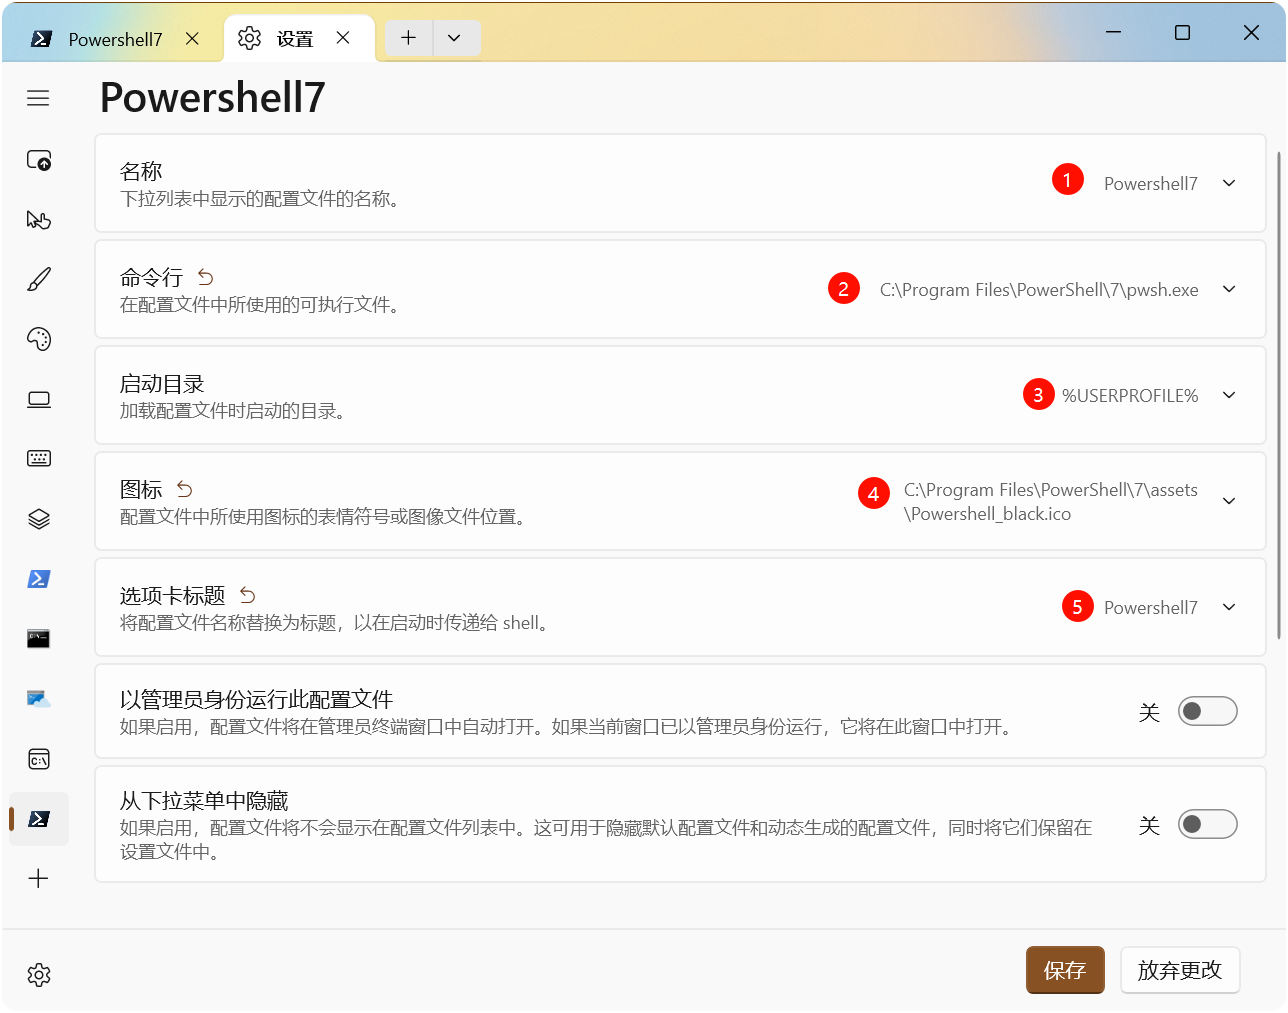 Powershell7
设置
Powershell7
名称
下拉列表中显示的配置文件的名称。
1
Powershell7
命令行
在配置文件中所使用的可执行文件。
2
C:\Program Files\PowerShell\7\pwsh.exe
启动目录
加载配置文件时启动的目录。
3
%USERPROFILE%
图标
配置文件中所使用图标的表情符号或图像文件位置。
4
C:\Program Files\PowerShell\7\assets
\Powershell_black.ico
选项卡标题
将配置文件名称替换为标题，以在启动时传递给 shell。
5
Powershell7
以管理员身份运行此配置文件
如果启用，配置文件将在管理员终端窗口中自动打开。如果当前窗口已以管理员身份运行，它将在此窗口中打开。
关
从下拉菜单中隐藏
如果启用，配置文件将不会显示在配置文件列表中。这可用于隐藏默认配置文件和动态生成的配置文件，同时将它们保留在
设置文件中。
关
保存
放弃更改